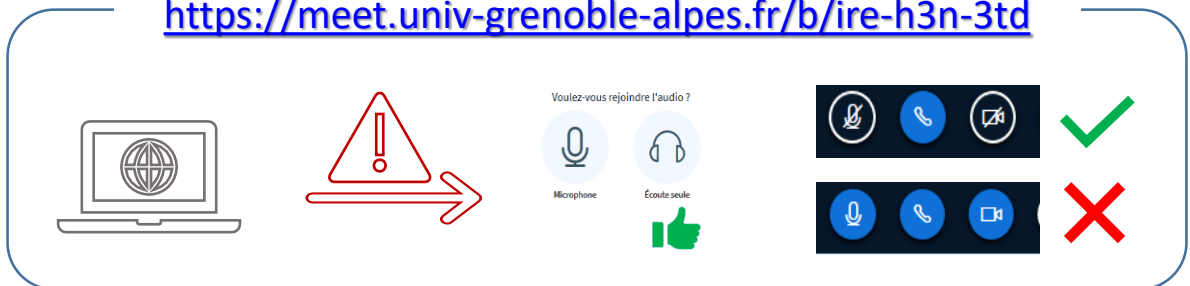 https://meet.univ-grenoble-alpes.fr/b/ire-h3n-3td
Voulez-vous rejoindre l'audio ?
Microphone
Écoute seule